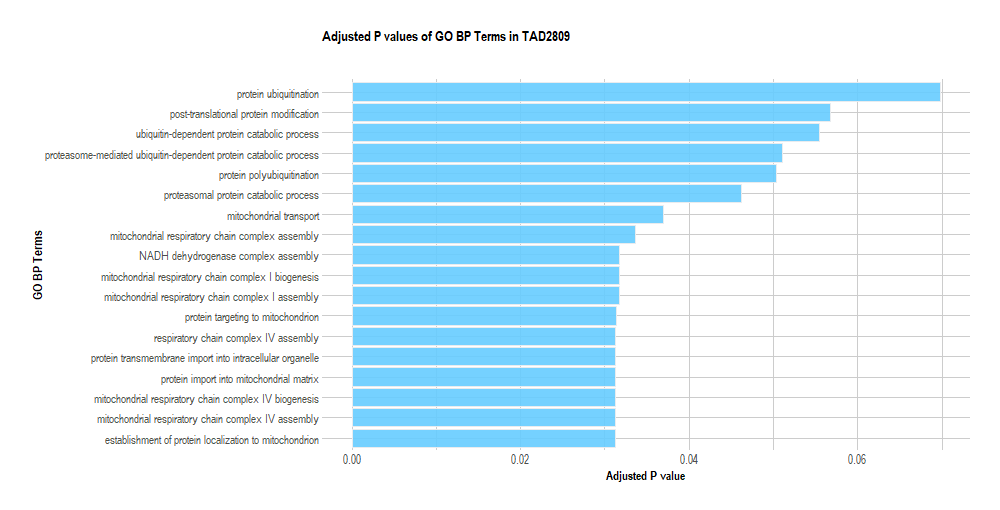 Adjusted P values of GO BP Terms in TAD2809
protein ubiquitination
post-translational protein modification
ubiquitin-dependent protein catabolic process
proteasome-mediated ubiquitin-dependent protein catabolic process
protein polyubiquitination
proteasomal protein catabolic process
mitochondrial transport
mitochondrial respiratory chain complex assembly
NADH dehydrogenase complex assembly
mitochondrial respiratory chain complex I biogenesis
mitochondrial respiratory chain complex I assembly
protein targeting to mitochondrion
respiratory chain complex IV assembly
protein transmembrane import into intracellular organelle
protein import into mitochondrial matrix
mitochondrial respiratory chain complex IV biogenesis
mitochondrial respiratory chain complex IV assembly
establishment of protein localization to mitochondrion
GO BP Terms
0.00 0.02 0.04 0.06
Adjusted P value